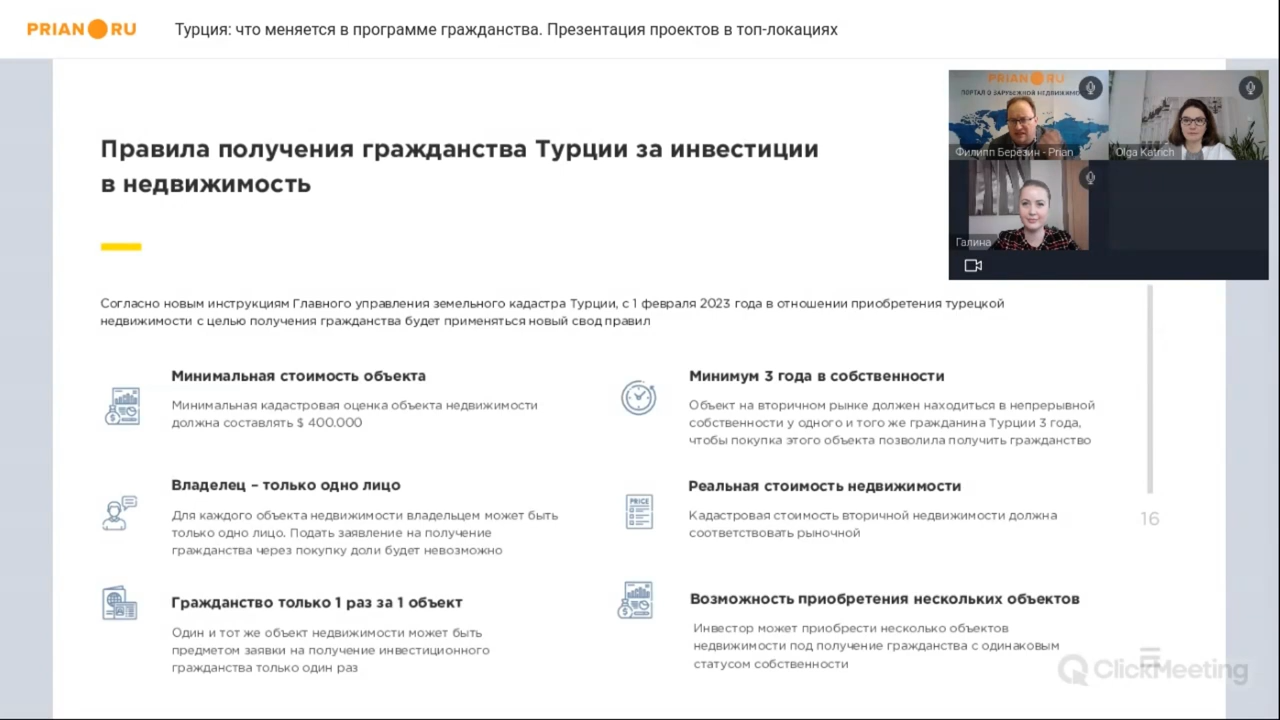 PRIAN RU
Турция: что меняется в программе гражданства. Презентация проектов в топ-локациях
PRIAN RU
ПОРТАЛ О ЗАРУБЕЖНОЙ НЕДВИЖИМО
Филипп Берёзин - Prian
Olga Katrich
Галина
Правила получения гражданства Турции за инвестиции
в недвижимость
Согласно новым инструкциям Главного управления земельного кадастра Турции, с 1 февраля 2023 года в отношении приобретения турецкой
недвижимости с целью получения гражданства будет применяться новый свод правил
Минимальная стоимость объекта
Минимальная кадастровая оценка объекта недвижимости
должна составлять $ 400.000
Владелец – только одно лицо
Для каждого объекта недвижимости владельцем может быть
только одно лицо. Подать заявление на получение
гражданства через покупку доли будет невозможно
Гражданство только 1 раз за 1 объект
Один и тот же объект недвижимости может быть
предметом заявки на получение инвестиционного
гражданства только один раз
Минимум 3 года в собственности
Объект на вторичном рынке должен находиться в непрерывной
собственности у одного и того же гражданина Турции 3 года,
чтобы покупка этого объекта позволила получить гражданство
PRICE
Реальная стоимость недвижимости
Кадастровая стоимость вторичной недвижимости должна
соответствовать рыночной
Возможность приобретения нескольких объектов
Инвестор может приобрести несколько объектов
недвижимости под получение гражданства с одинаковым
статусом собственности
16
ClickMeeting